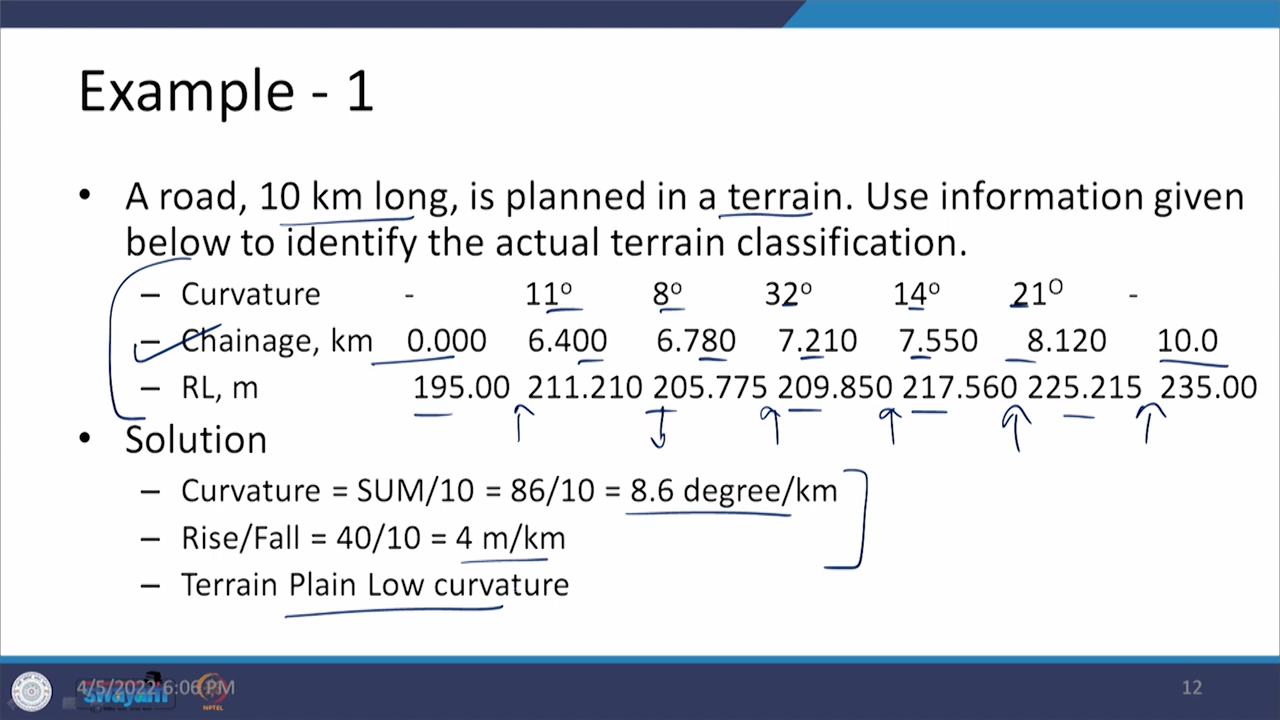 Example - 1
• A road, 10 km long, is planned in a terrain. Use information given
below to identify the actual terrain classification.
– Curvature - 11° 8° 32° 14° 21° -
– Chainage, km 0.000 6.400 6.780 7.210 7.550 8.120 10.0
– RL, m 195.00 211.210 205.775 209.850 217.560 225.215 235.00
• Solution
– Curvature = SUM/10 = 86/10 = 8.6 degree/km
– Rise/Fall = 40/10 = 4 m/km
– Terrain Plain Low curvature
4/5/2022 6:06 PM
swayam
NPTEL
12